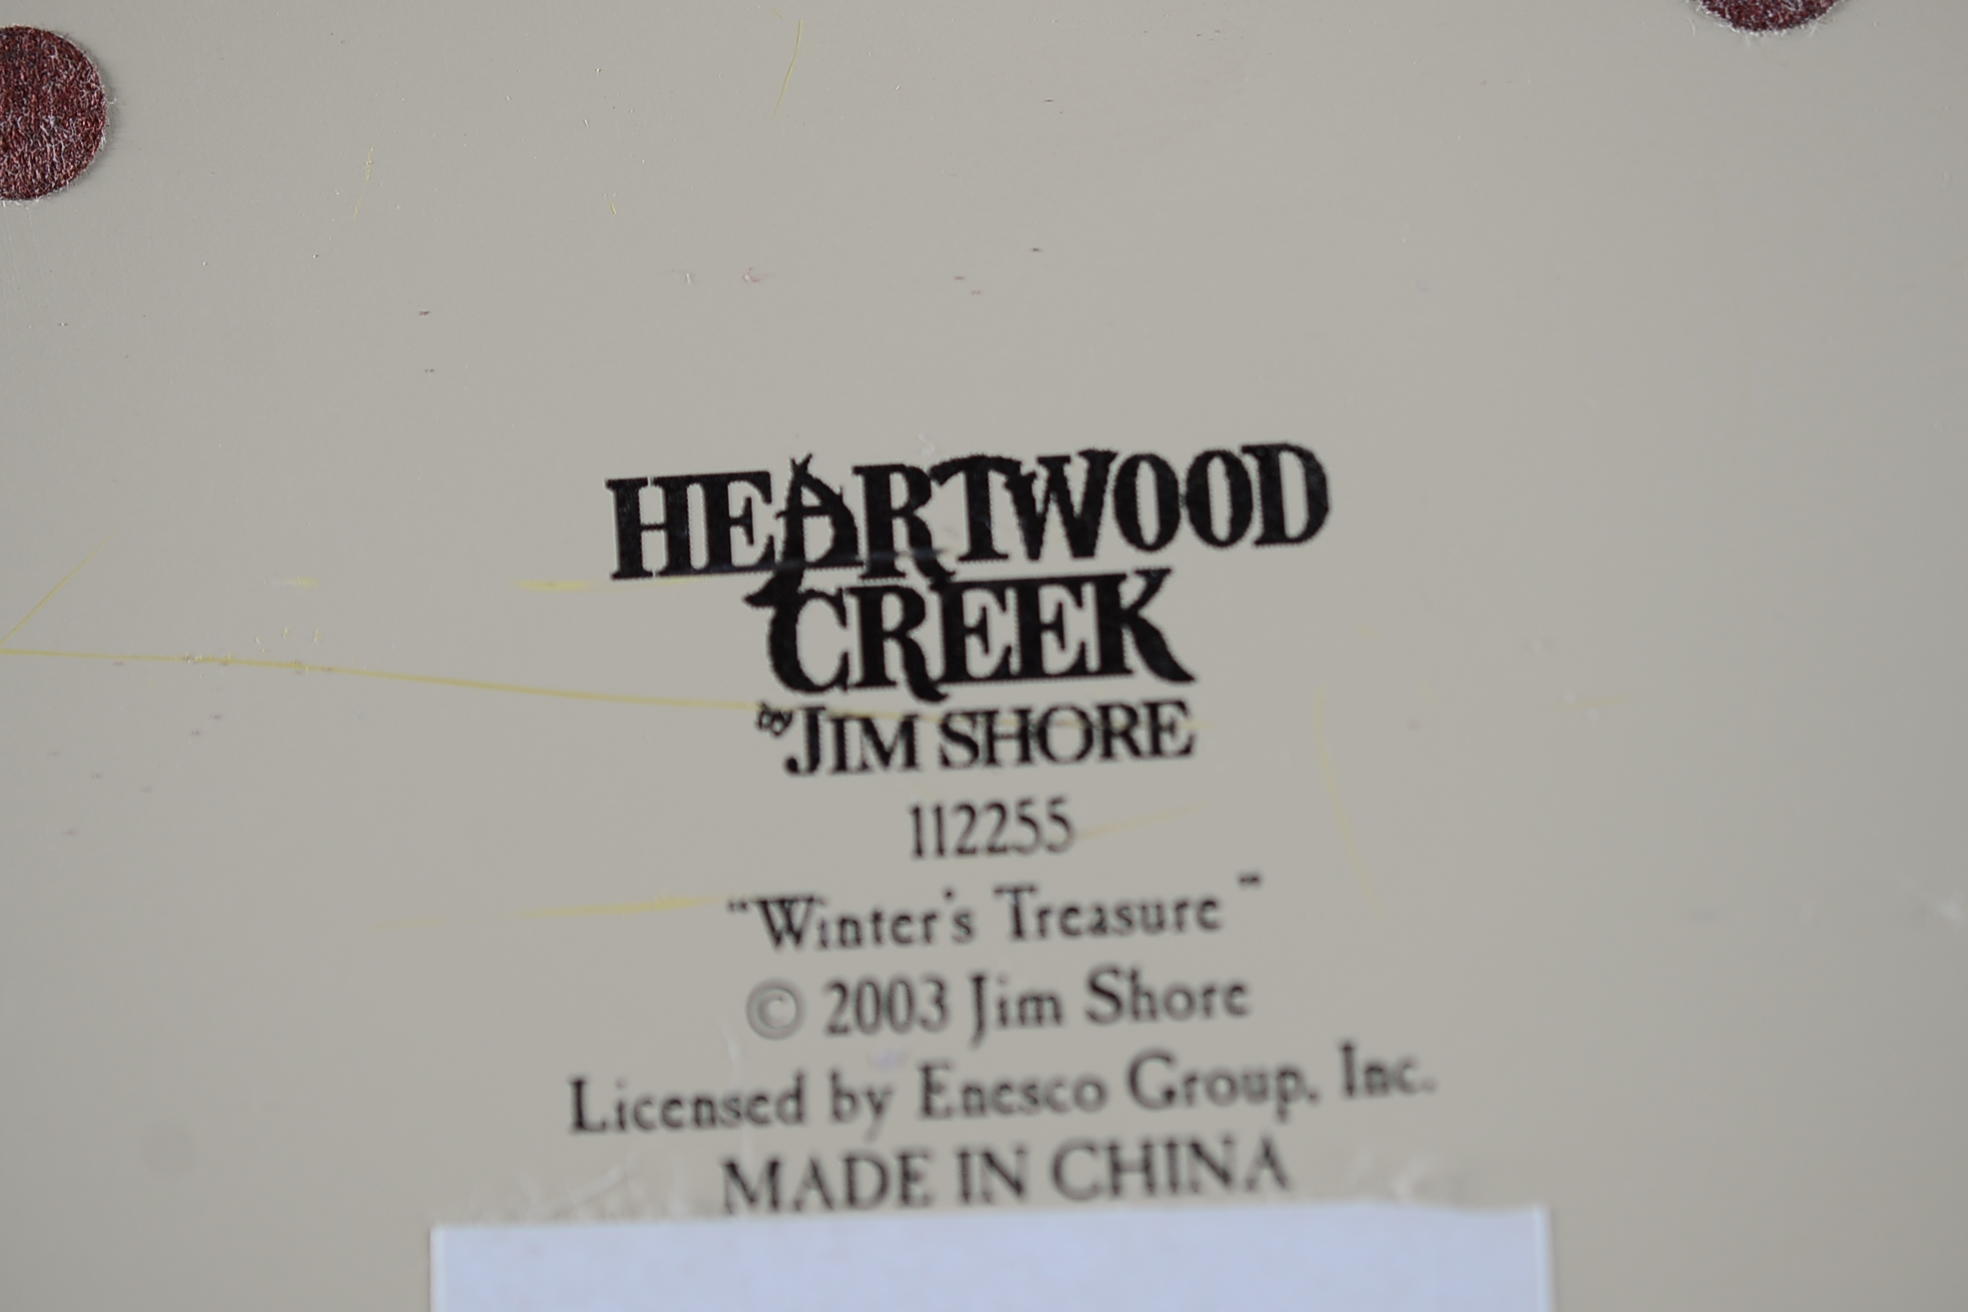 HEARTWOOD
CREEK
by JIM SHORE
112255
"Winter's Treasure "
© 2003 Jim Shore
Licensed by Enesco Group, Inc.
MADE IN CHINA